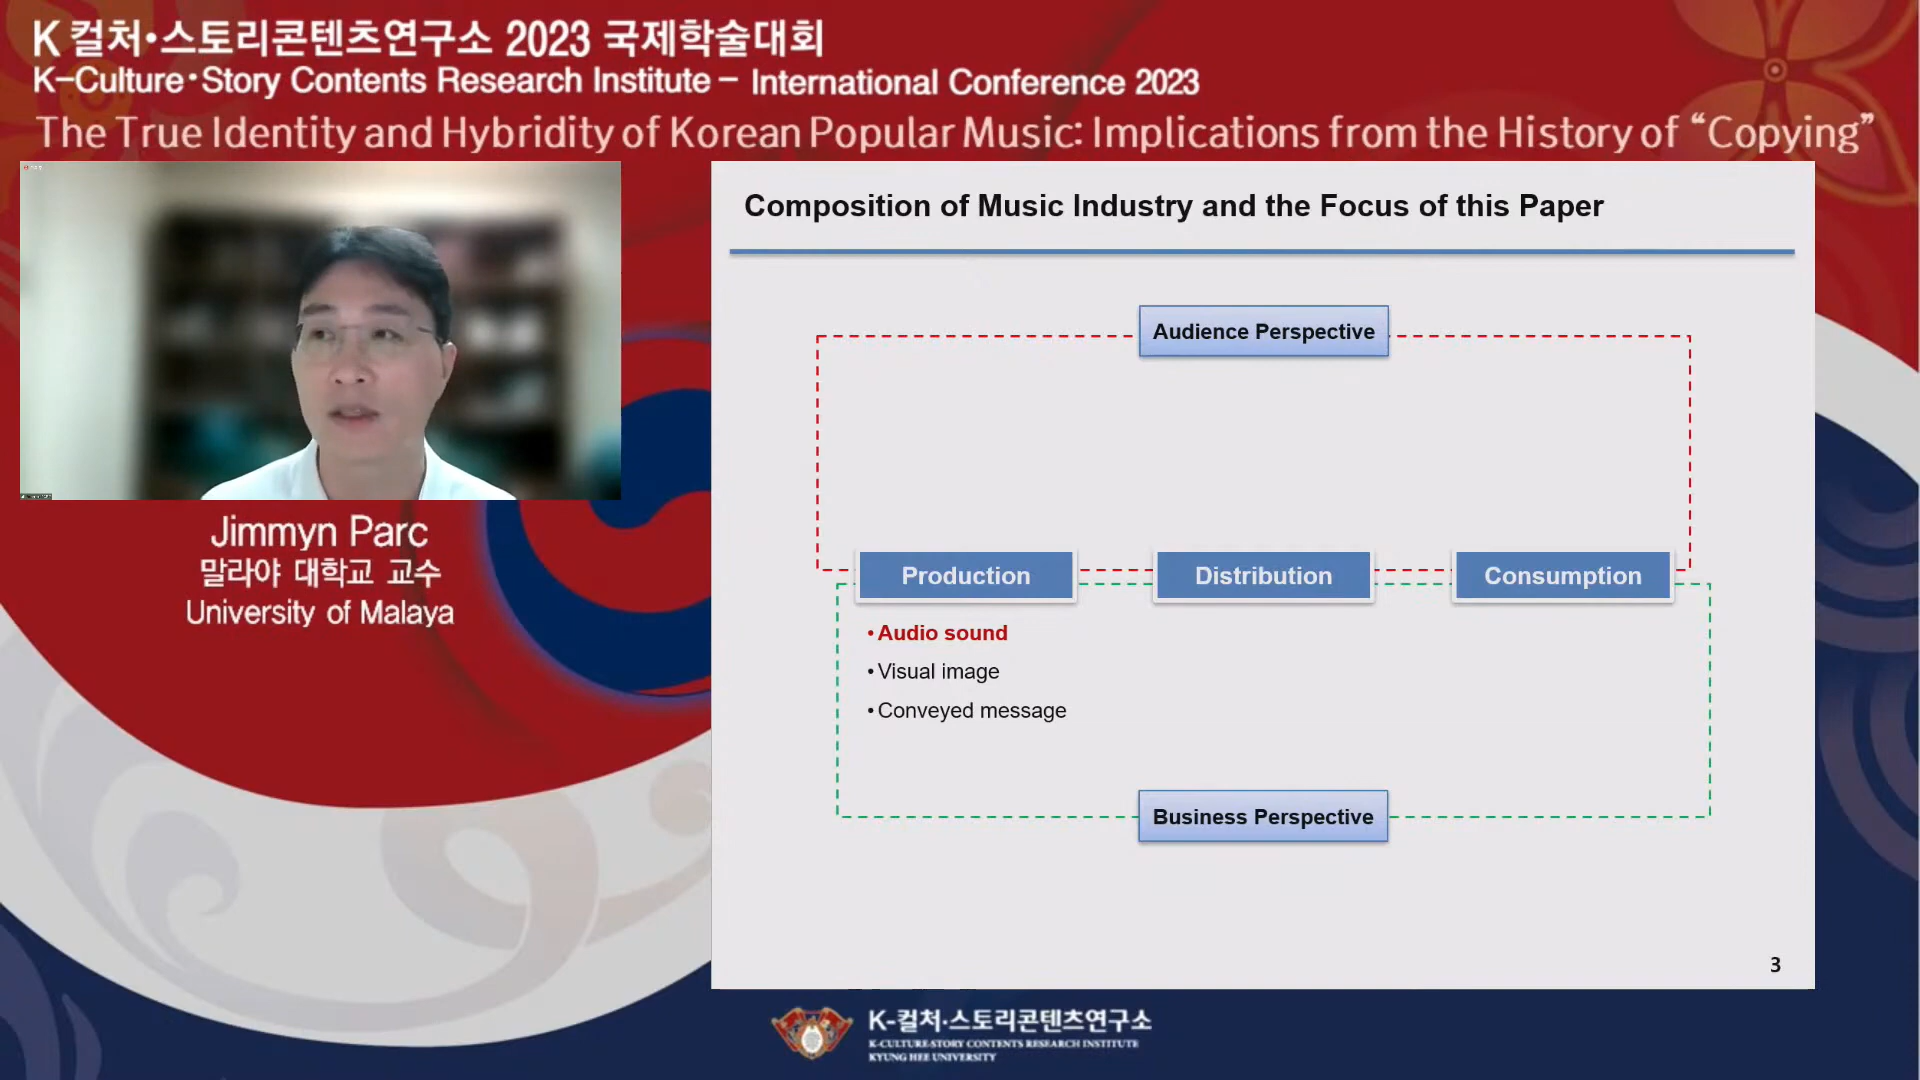 K 컬처•스토리콘텐츠연구소 2023 국제학술대회
K-Culture•Story Contents Research Institute - International Conference 2023
The True Identity and Hybridity of Korean Popular Music: Implications from the History of “Copying”
Jimmyn Parc
말라야 대학교 교수
University of Malaya
Composition of Music Industry and the Focus of this Paper
Audience Perspective
Production
Distribution
Consumption
•Audio sound
•Visual image
•Conveyed message
Business Perspective
3
K-컬처•스토리콘텐츠연구소
K-CULTURE•STORY CONTENTS RESEARCH INSTITUTE
KYUNG HEE UNIVERSITY